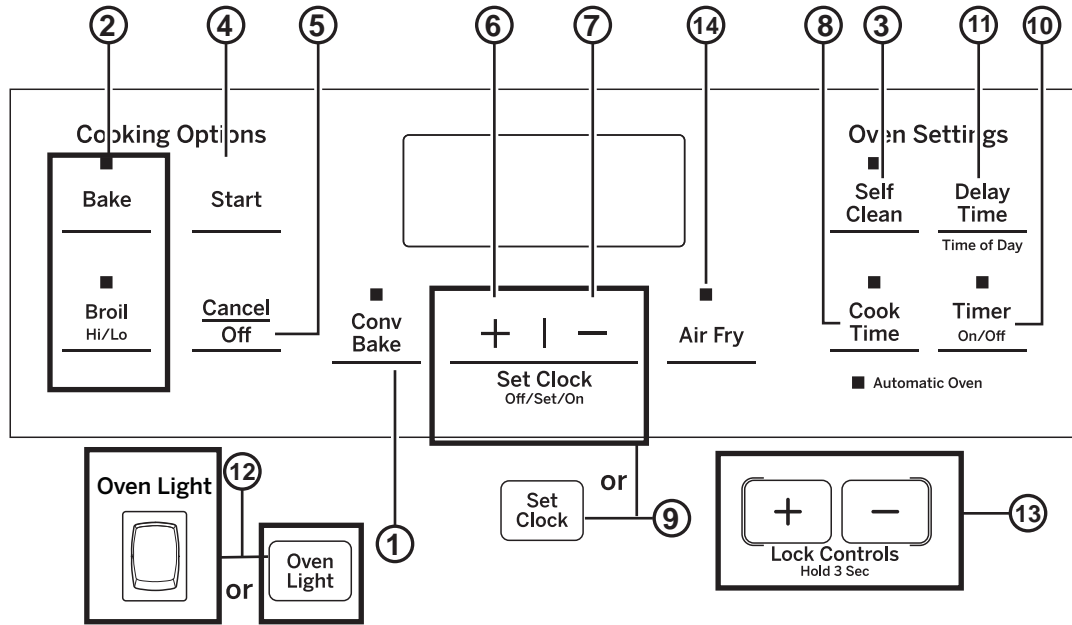 2
4
5
6
7
14
8
3
11
10
Cooking Options
Oven Settings
Bake
Start
Self
Clean
Delay
Time
Time of Day
Broil
Hi/Lo
Cancel
Off
Conv
Bake
+ | −
Set Clock
Off/Set/On
Air Fry
Cook
Time
Timer
On/Off
Automatic Oven
Oven Light
12
or
Oven
Light
1
or
Set
Clock
9
+ −
Lock Controls
Hold 3 Sec
13